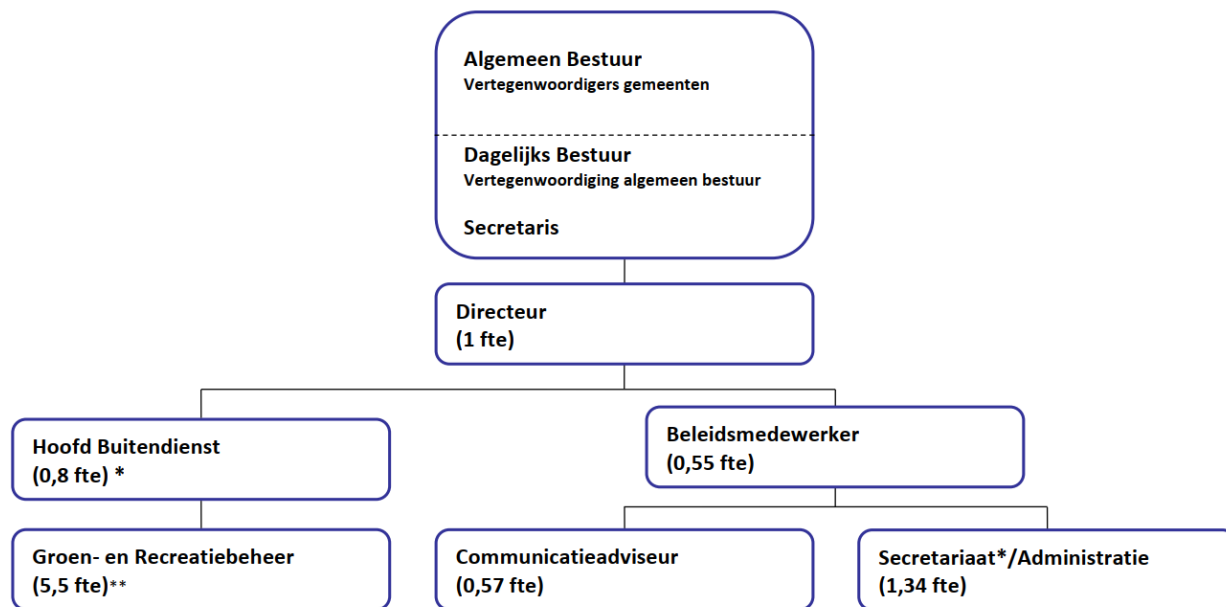 Algemeen Bestuur
Vertegenwoordigers gemeenten
Dagelijks Bestuur
Vertegenwoordiging algemeen bestuur
Secretaris
Directeur
(1 fte)
Hoofd Buitendienst
(0,8 fte) *
Beleidsmedewerker
(0,55 fte)
Groen- en Recreatiebeheer
(5,5 fte)**
Communicatieadviseur
(0,57 fte)
Secretariaat*/Administratie
(1,34 fte)